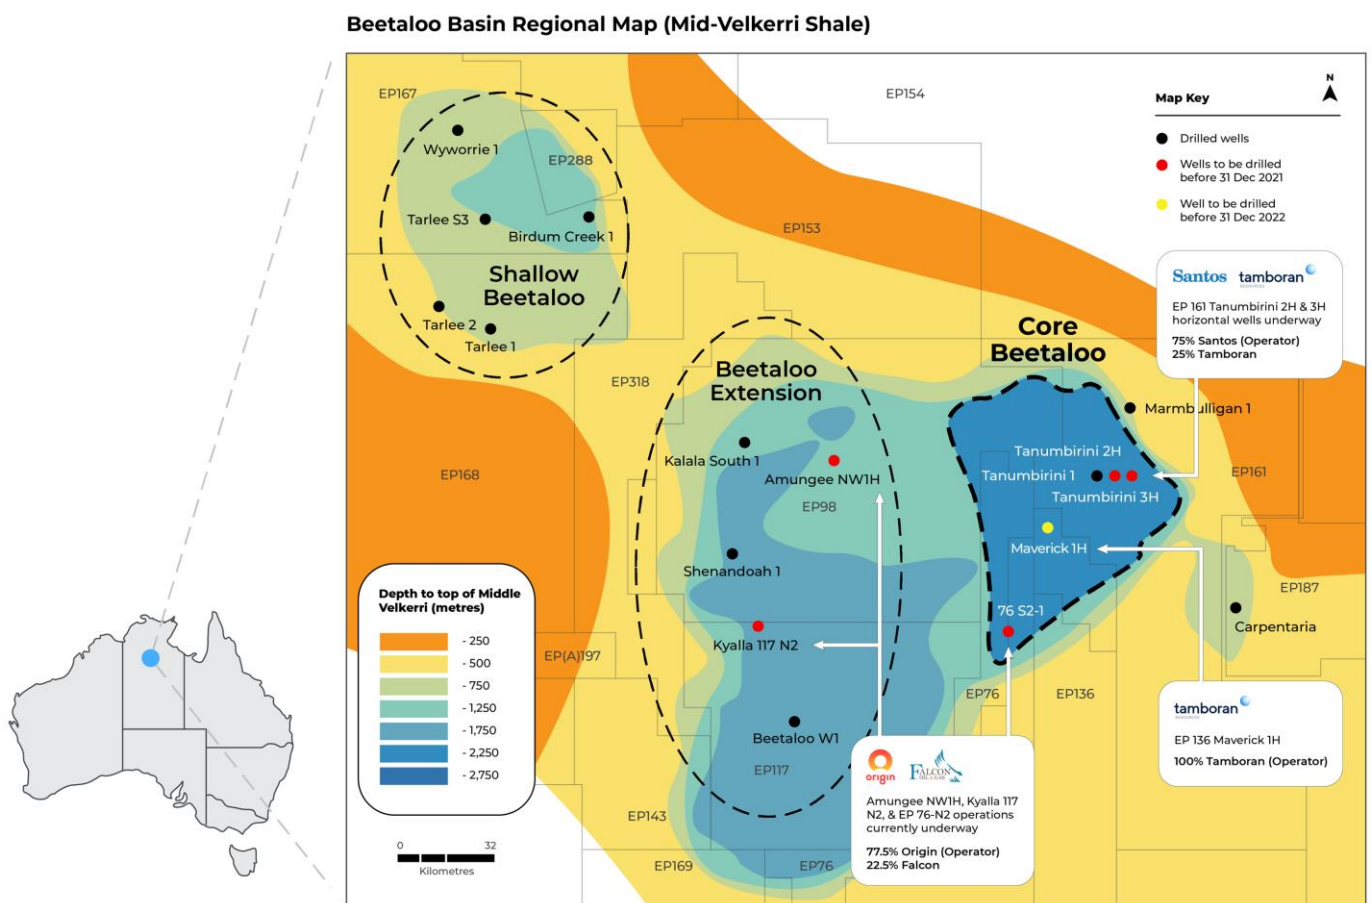 Beetaloo Basin Regional Map (Mid-Velkerri Shale)
EP167
EP154
N
Map Key
Drilled wells
Wells to be drilled
before 31 Dec 2021
Well to be drilled
before 31 Dec 2022
Wyworrie 1
EP288
Tarlee S3
Birdum Creek 1
EP153
Shallow
Beetaloo
Tarlee 2
Tarlee 1
Santos tamboran
RESOURCES
EP 161 Tanumbirini 2H & 3H
horizontal wells underway
75% Santos (Operator)
25% Tamboran
Core
Beetaloo
EP318
Beetaloo
Extension
Marmbulligan 1
Kalala South 1
Amungee NW1H
Tanumbirini 2H
Tanumbirini 1
Tanumbirini 3H
EP168
EP161
EP98
Maverick 1H
Shenandoah 1
EP187
76 S2-1
Carpentaria
Kyalla 117 N2
EP(A)197
EP76
EP136
Beetaloo W1
EP117
EP143
EP169
EP76
Depth to top of Middle
Velkerri (metres)
- 250
- 500
- 750
- 1,250
- 1,750
- 2,250
- 2,750
0 32
Kilometres
origin FALCON
OIL & GAS
Amungee NW1H, Kyalla 117
N2, & EP 76-N2 operations
currently underway
77.5% Origin (Operator)
22.5% Falcon
tamboran
RESOURCES
EP 136 Maverick 1H
100% Tamboran (Operator)